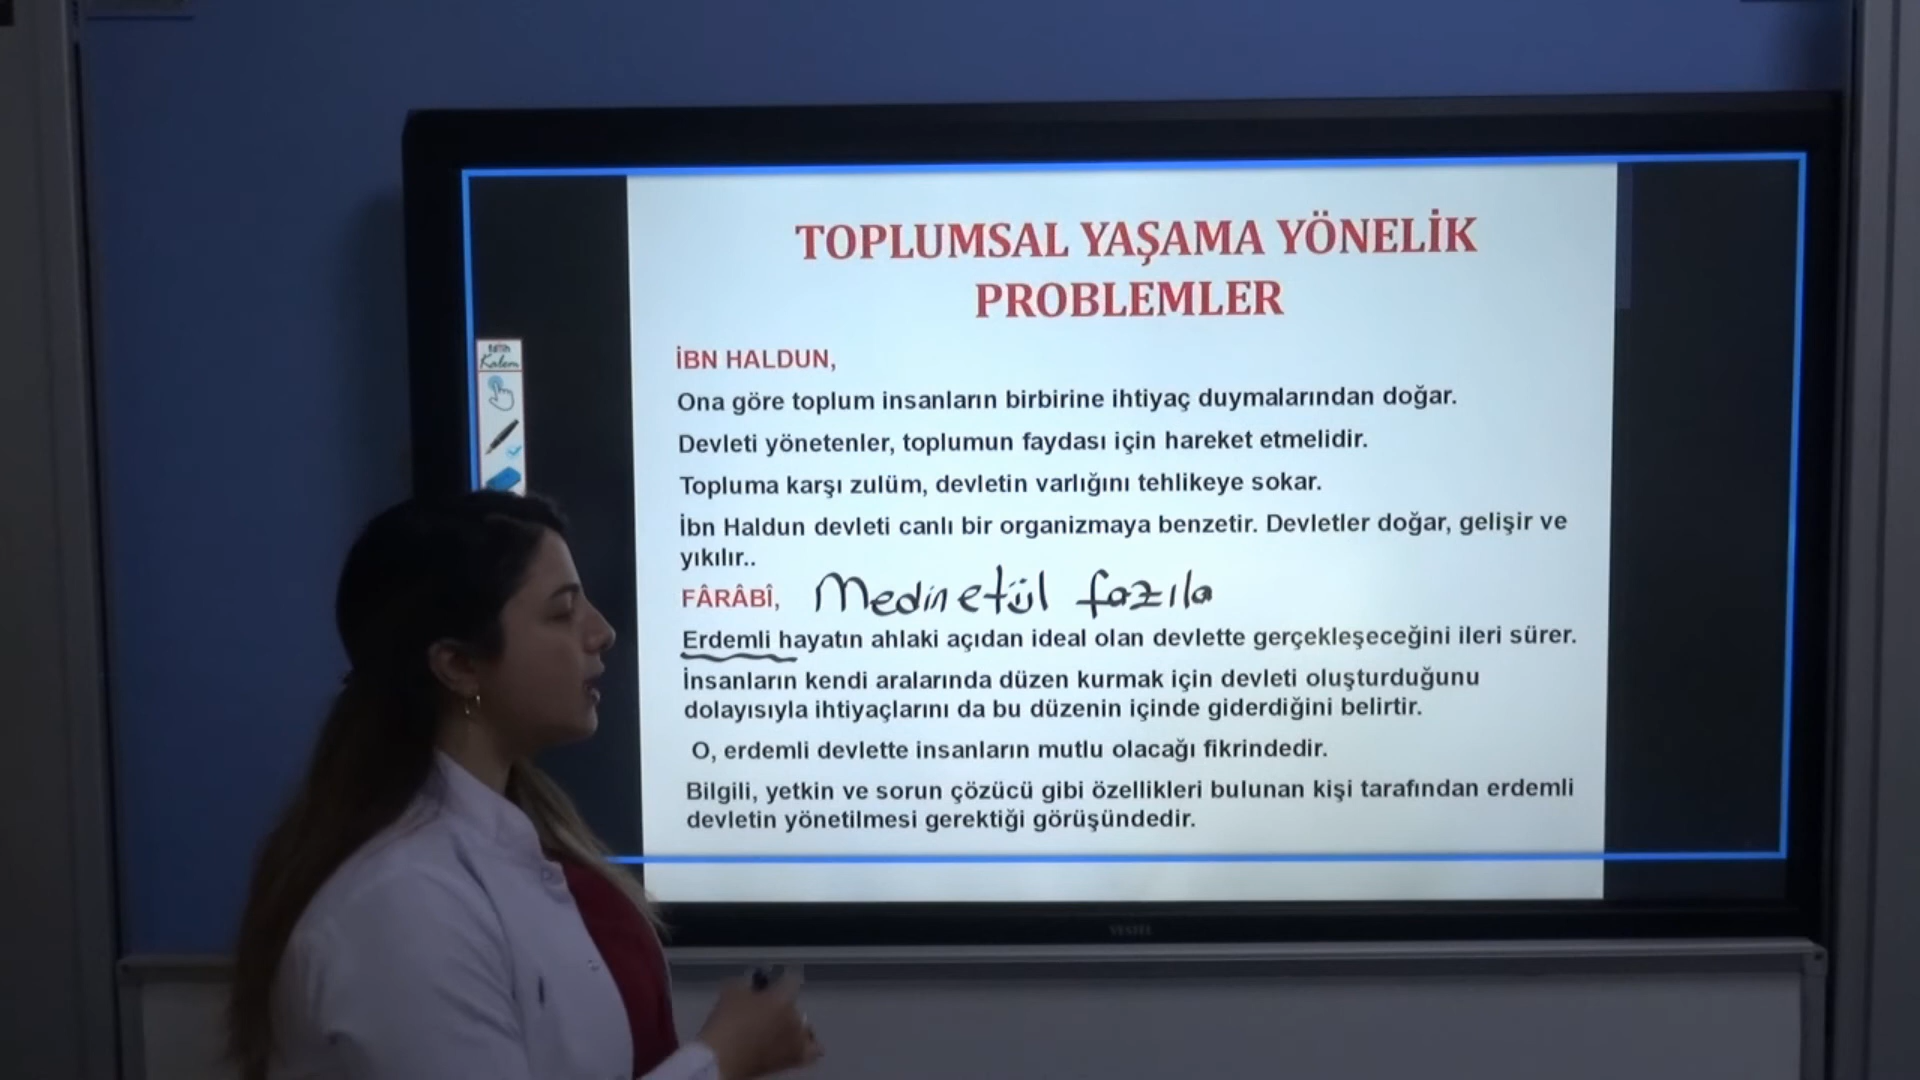 TOPLUMSAL YAŞAMA YÖNELİK
PROBLEMLER
fatih
Kalem
İBN HALDUN,
Ona göre toplum insanların birbirine ihtiyaç duymalarından doğar.
Devleti yönetenler, toplumun faydası için hareket etmelidir.
Topluma karşı zulüm, devletin varlığını tehlikeye sokar.
İbn Haldun devleti canlı bir organizmaya benzetir. Devletler doğar, gelişir ve
yıkılır..
FÂRÂBÎ, Medinetül fazıla
Erdemli hayatın ahlaki açıdan ideal olan devlette gerçekleşeceğini ileri sürer.
İnsanların kendi aralarında düzen kurmak için devleti oluşturduğunu
dolayısıyla ihtiyaçlarını da bu düzenin içinde giderdiğini belirtir.
O, erdemli devlette insanların mutlu olacağı fikrindedir.
Bilgili, yetkin ve sorun çözücü gibi özellikleri bulunan kişi tarafından erdemli
devletin yönetilmesi gerektiği görüşündedir.
VESTEL